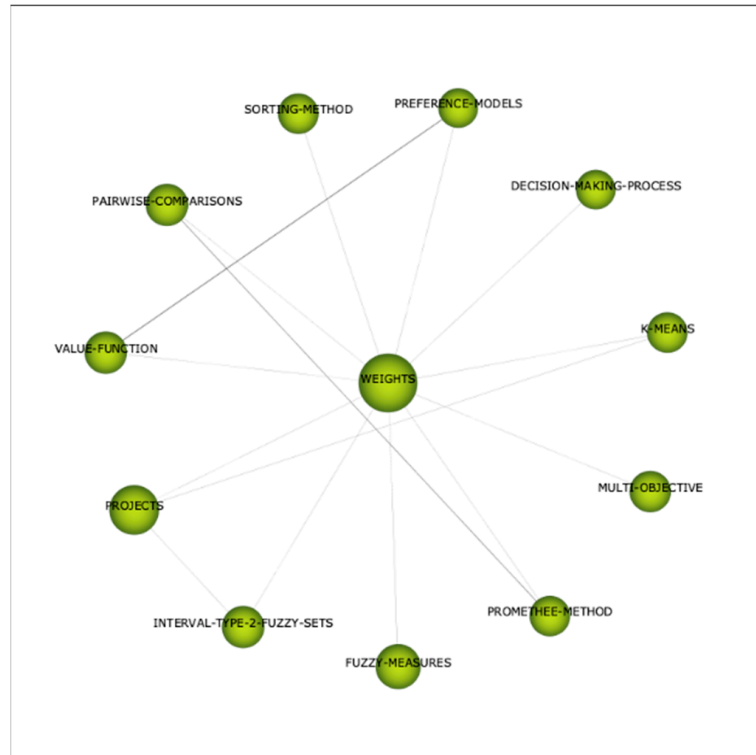 PREFERENCE-MODELS
SORTING-METHOD
DECISION-MAKING-PROCESS
PAIRWISE-COMPARISONS
K-MEANS
VALUE-FUNCTION
WEIGHTS
MULTI-OBJECTIVE
PROJECTS
PROMETHEE-METHOD
INTERVAL-TYPE-2-FUZZY-SETS
FUZZY-MEASURES